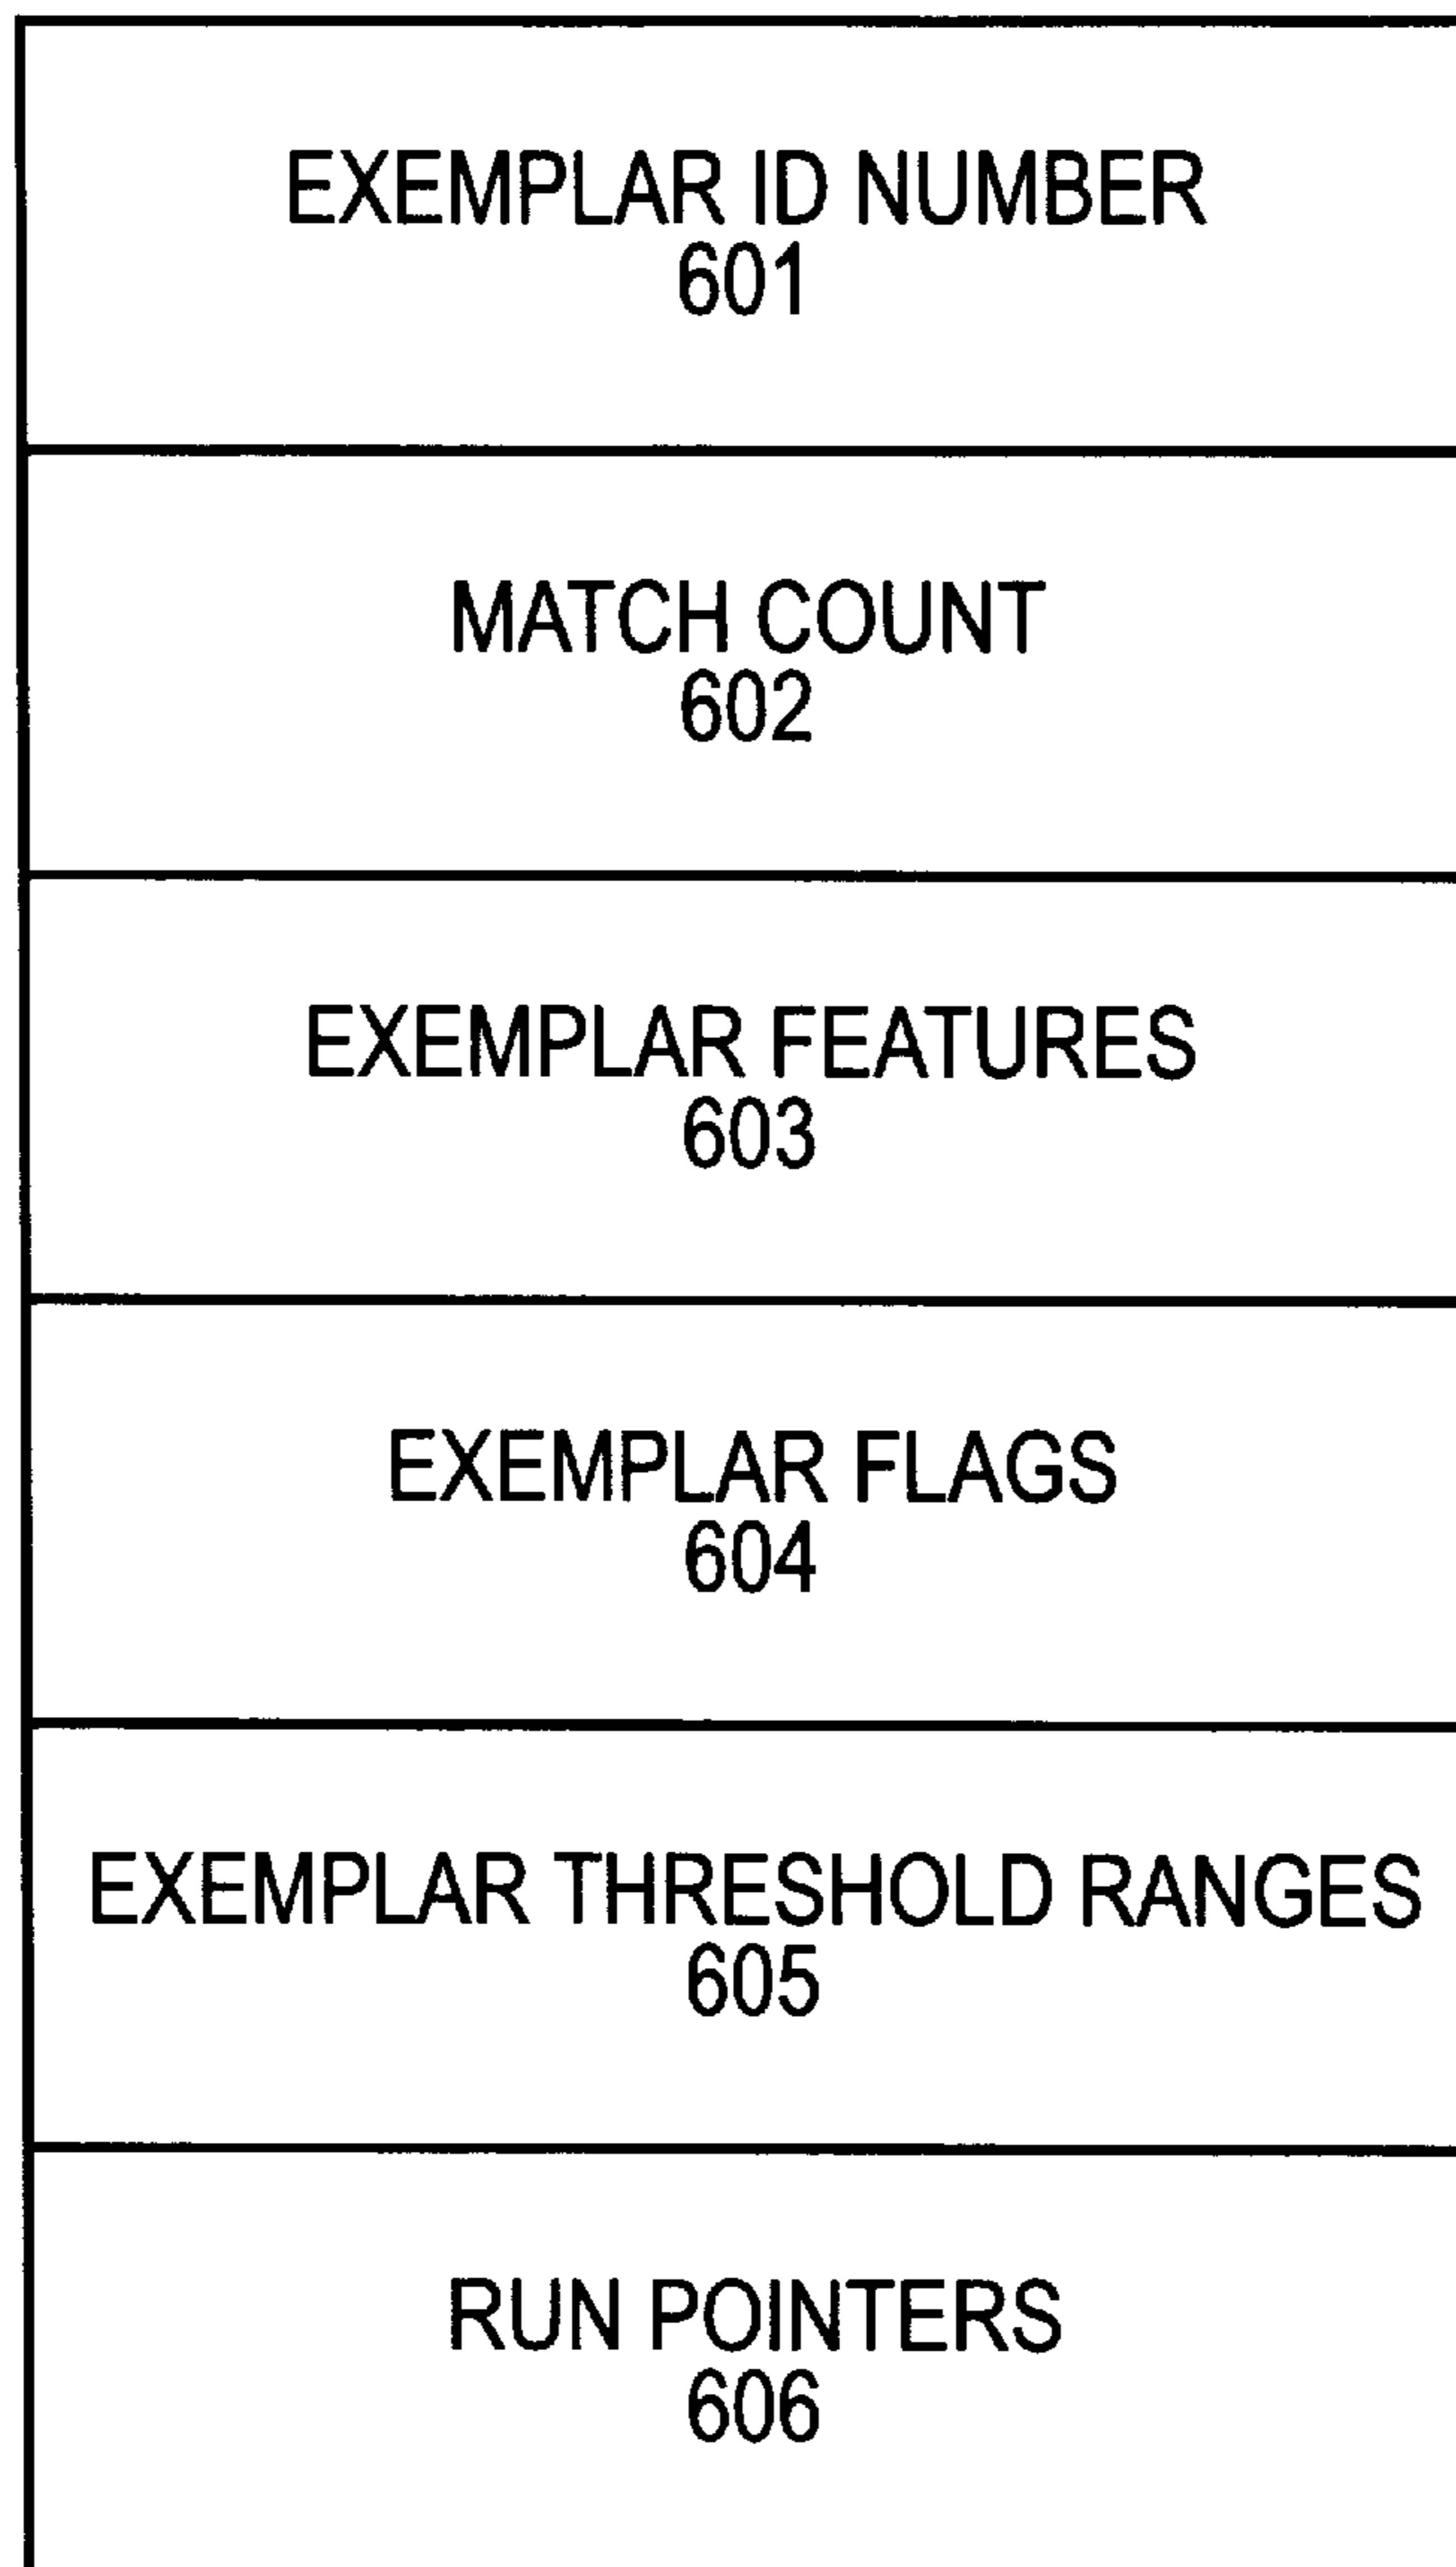 EXEMPLAR ID NUMBER
601
MATCH COUNT
602
EXEMPLAR FEATURES
603
EXEMPLAR FLAGS
604
EXEMPLAR THRESHOLD RANGES
605
RUN POINTERS
606